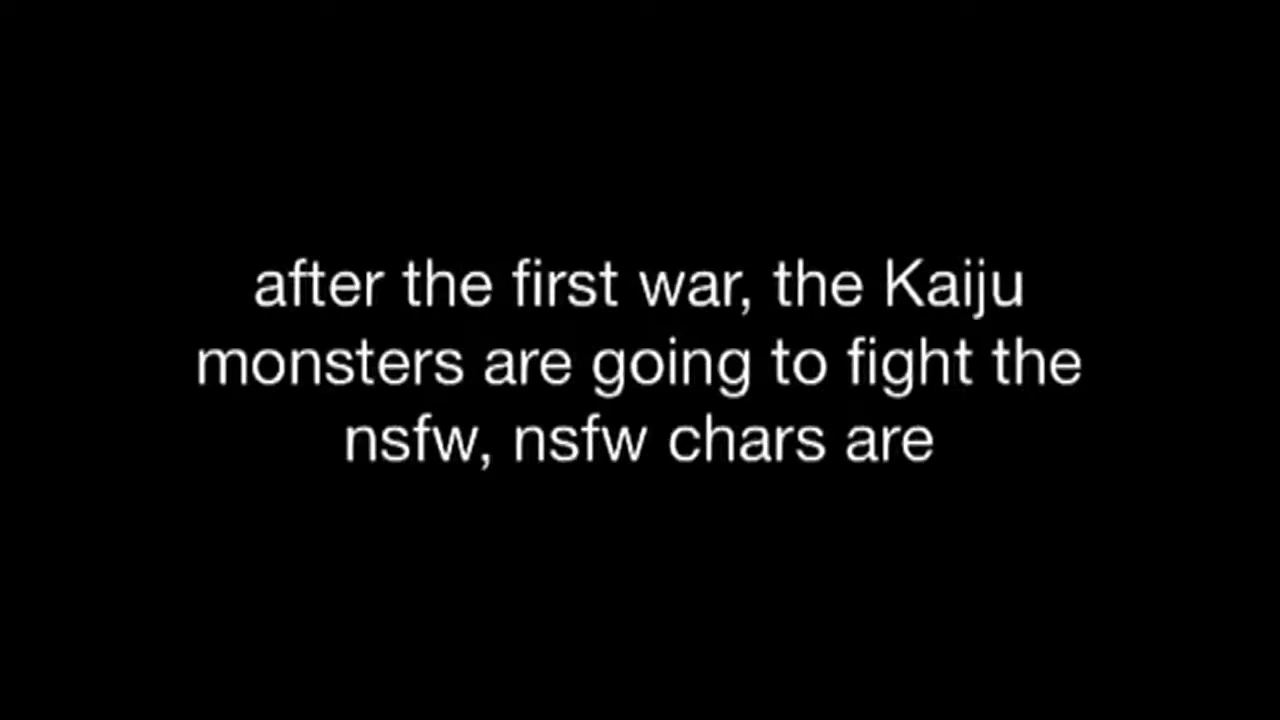 after the first war, the Kaiju
monsters are going to fight the
nsfw, nsfw chars are